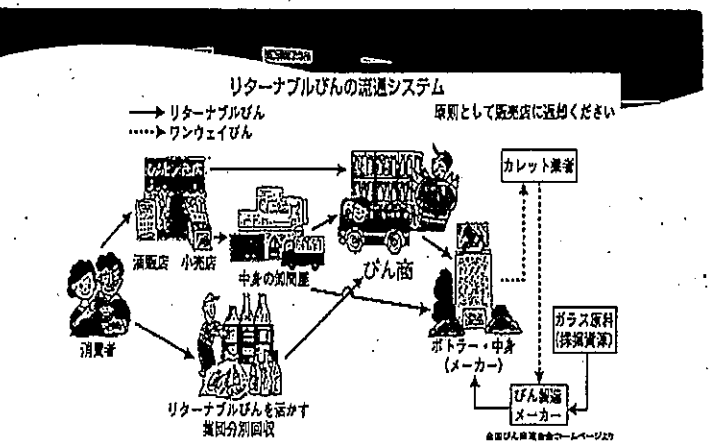 リターナブルびんの流通システム
リターナブルびん
ワンウェイびん
原則として販売店に返却ください
カレット業者
酒販店 小売店
中身の卸問屋
びん商
消費者
ボトラー・中身
(メーカー)
ガラス原料
(採掘資源)
リターナブルびんを活かす
集団分別回収
びん製造
メーカー